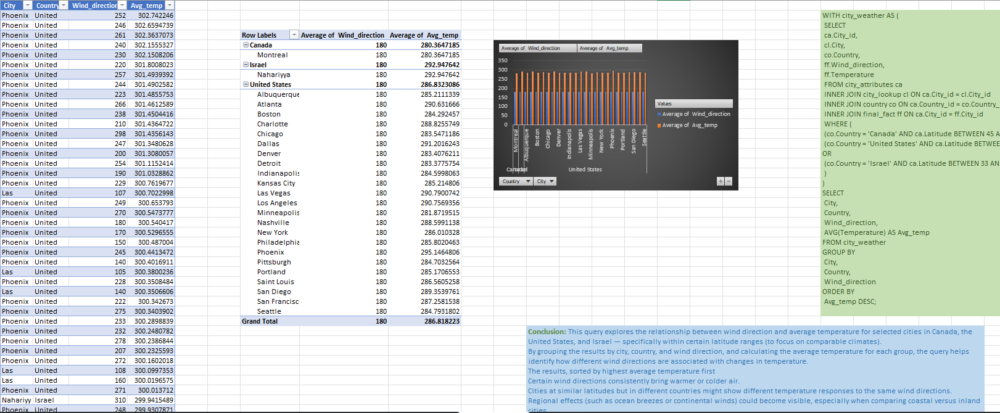 City Country Wind_direction Avg_temp
Phoenix United 252 302.742246
Phoenix United 246 302.6594739
Phoenix United 261 302.3637073
Phoenix United 240 302.1555327
Phoenix United 230 302.1508206
Phoenix United 220 301.8008023
Phoenix United 257 301.4939392
Phoenix United 244 301.4902582
Phoenix United 223 301.4855753
Phoenix United 266 301.4612589
Phoenix United 238 301.4504416
Phoenix United 210 301.4364722
Phoenix United 298 301.4356143
Phoenix United 247 301.3480628
Phoenix United 200 301.3080057
Phoenix United 254 301.1152414
Phoenix United 190 301.0328862
Phoenix United 229 300.7619677
Las United 107 300.7022998
Phoenix United 249 300.653793
Phoenix United 270 300.5473777
Phoenix United 180 300.540417
Phoenix United 170 300.5296555
Phoenix United 150 300.487004
Phoenix United 245 300.4413472
Phoenix United 140 300.4016911
Las United 105 300.3800236
Phoenix United 228 300.3508484
Las United 140 300.3506606
Phoenix United 222 300.342673
Phoenix United 275 300.3403902
Phoenix United 233 300.2898839
Phoenix United 232 300.2480782
Phoenix United 278 300.2386844
Phoenix United 207 300.2325593
Phoenix United 272 300.1602018
Las United 108 300.0997353
Las United 160 300.0196575
Phoenix United 271 300.013712
Nahariyy Israel 310 299.9415489
Phoenix United 248 299.9307871
Row Labels Average of Wind_direction Average of Avg_temp
Canada 180 280.3647185
Montreal 180 280.3647185
Israel 180 292.947642
Nahariyya 180 292.947642
United States 180 286.8323086
Albuquerque 180 285.2111339
Atlanta 180 290.631666
Boston 180 284.292457
Charlotte 180 288.8255749
Chicago 180 283.5471186
Dallas 180 291.2016243
Denver 180 283.4076211
Detroit 180 283.3775754
Indianapolis 180 284.5998063
Kansas City 180 285.214806
Las Vegas 180 290.7900742
Los Angeles 180 290.7569356
Minneapolis 180 281.8719515
Nashville 180 288.5991138
New York 180 286.010328
Philadelphia 180 285.8020463
Phoenix 180 295.1464806
Pittsburgh 180 284.7032564
Portland 180 285.1706553
Saint Louis 180 286.5605258
San Diego 180 289.3539761
San Francisc 180 287.2581538
Seattle 180 284.7931802
Grand Total 180 286.818223
Average of Wind_direction Average of Avg_temp
350
300
250
200
150
100
50
0
Montreal Albuquerque Boston Chicago Denver Indianapolis Las Vegas Minneapolis New York Phoenix Portland San Diego Seattle
Canada Israel United States
Values
Average of Wind_direction
Average of Avg_temp
Country City
+ −
WITH city_weather AS (
SELECT
ca.City_id,
cl.City,
co.Country,
ff.Wind_direction,
ff.Temperature
FROM city_attributes ca
INNER JOIN city_lookup cl ON ca.City_id = cl.City_id
INNER JOIN country co ON ca.Country_id = co.Country_
INNER JOIN final_fact ff ON ca.City_id = ff.City_id
WHERE (
(co.Country = 'Canada' AND ca.Latitude BETWEEN 45 A
(co.Country = 'United States' AND ca.Latitude BETWEE
OR
(co.Country = 'Israel' AND ca.Latitude BETWEEN 33 AN
)
)
SELECT
City,
Country,
Wind_direction,
AVG(Temperature) AS Avg_temp
FROM city_weather
GROUP BY
City,
Country,
Wind_direction
ORDER BY
Avg_temp DESC;
Conclusion: This query explores the relationship between wind direction and average temperature for selected cities in Canada, the
United States, and Israel — specifically within certain latitude ranges (to focus on comparable climates).
By grouping the results by city, country, and wind direction, and calculating the average temperature for each group, the query helps
identify how different wind directions are associated with changes in temperature.
The results, sorted by highest average temperature first
Certain wind directions consistently bring warmer or colder air.
Cities at similar latitudes but in different countries might show different temperature responses to the same wind directions.
Regional effects (such as ocean breezes or continental winds) could become visible, especially when comparing coastal versus inland
cities.